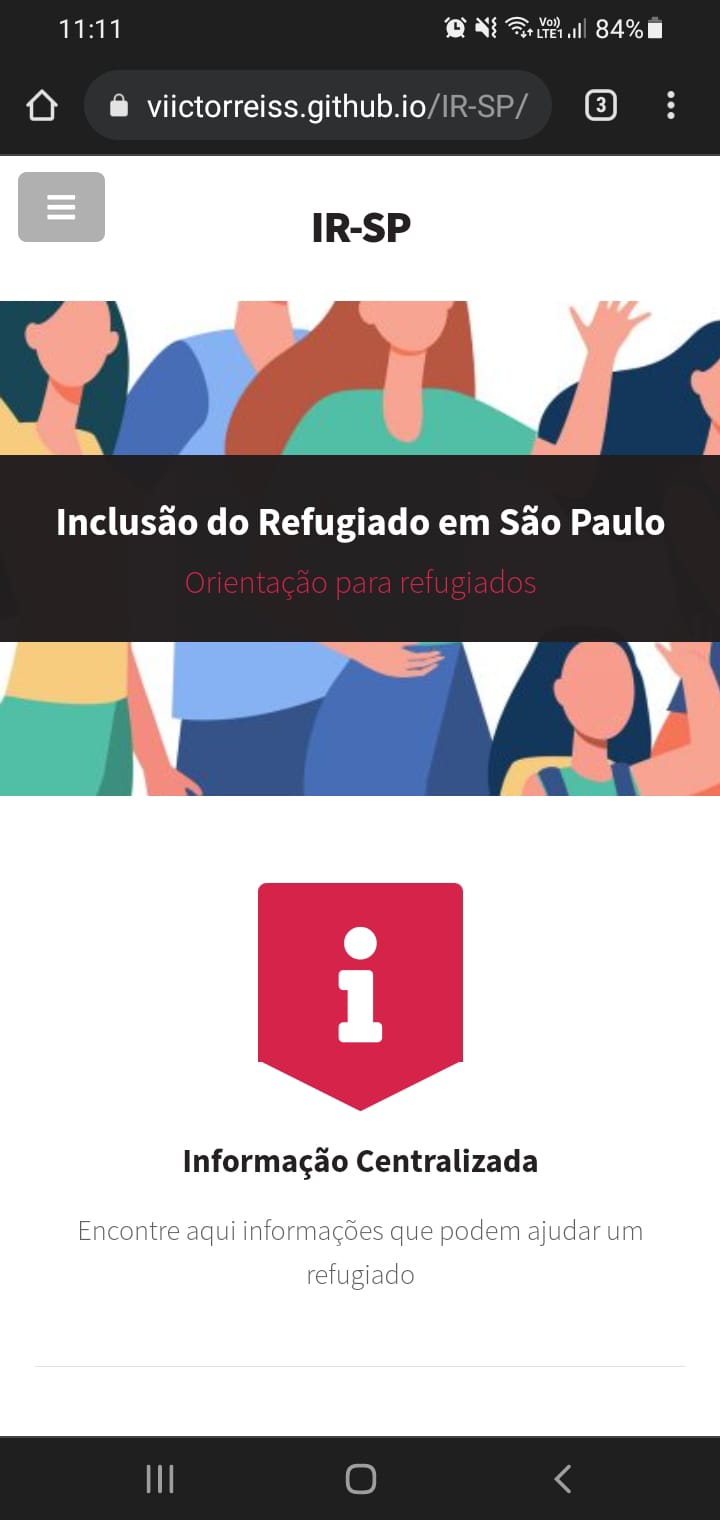 11:11
Vo)) LTE1 84%
viictorreiss.github.io/IR-SP/
3
IR-SP
Inclusão do Refugiado em São Paulo
Orientação para refugiados
Informação Centralizada
Encontre aqui informações que podem ajudar um
refugiado